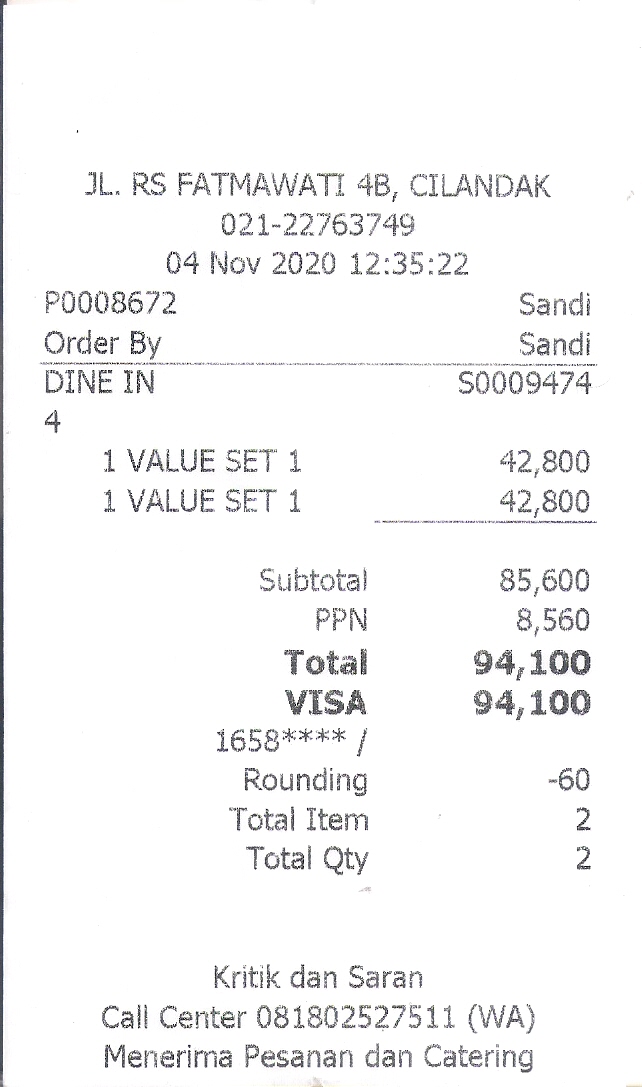 JL. RS FATMAWATI 4B, CILANDAK
021-22763749
04 Nov 2020 12:35:22
P0008672 Sandi
Order By Sandi
DINE IN S0009474
4
1 VALUE SET 1 42,800
1 VALUE SET 1 42,800
Subtotal 85,600
PPN 8,560
Total 94,100
VISA 94,100
1658**** /
Rounding -60
Total Item 2
Total Qty 2
Kritik dan Saran
Call Center 081802527511 (WA)
Menerima Pesanan dan Catering